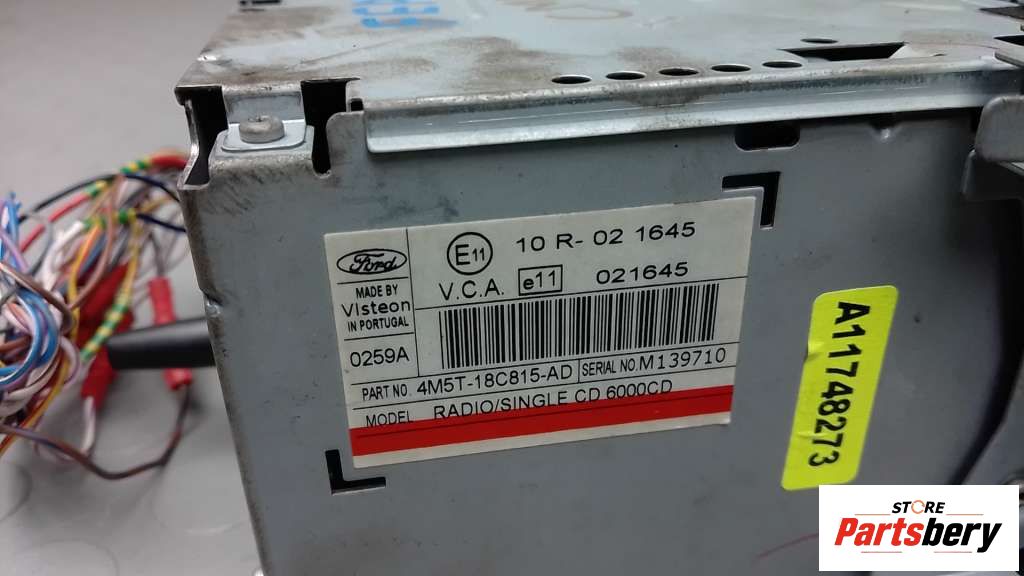 Ford
MADE BY
Visteon
IN PORTUGAL
0259A
E11 10 R- 02 1645
V.C.A. e11 021645
PART NO. 4M5T-18C815-AD SERIAL NO. M139710
MODEL RADIO/SINGLE CD 6000CD
A11748273
STORE
Partsbery